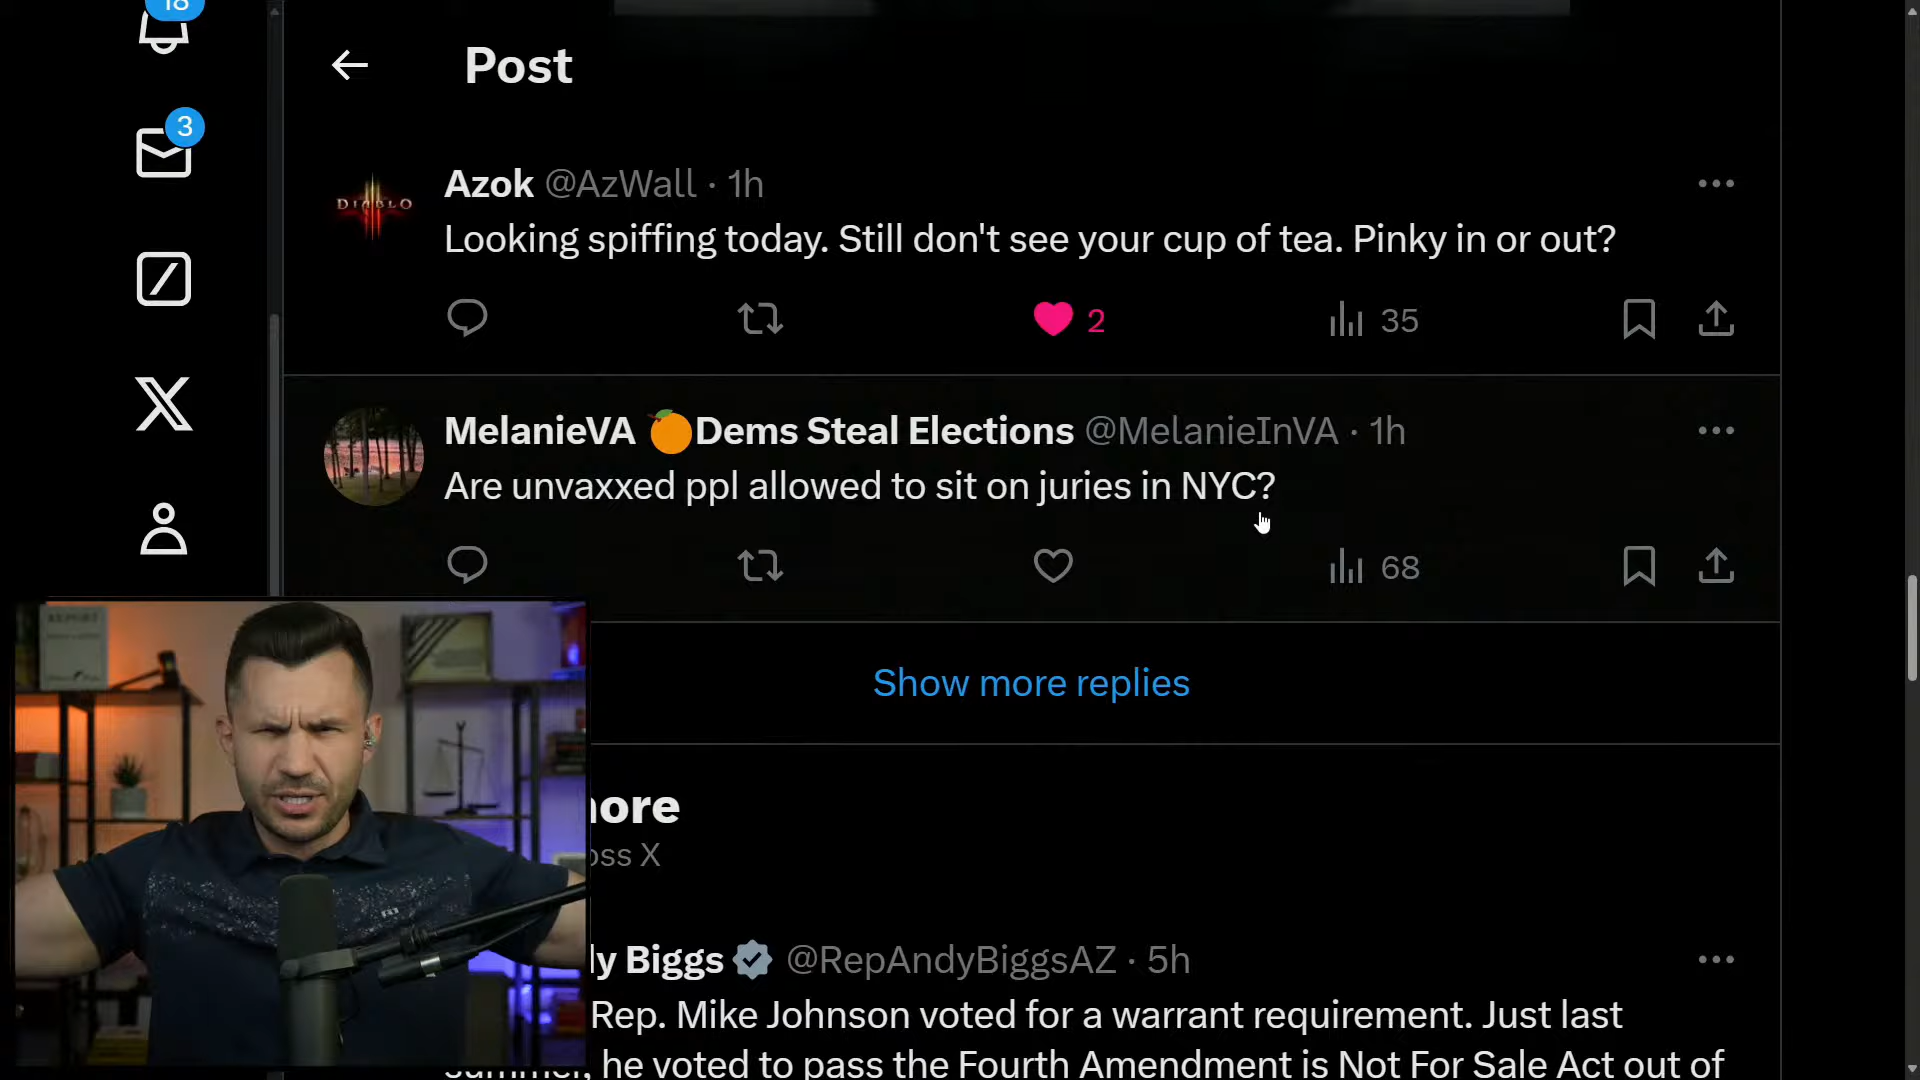 18
Post
3
Azok @AzWall · 1h
DIABLO
Looking spiffing today. Still don't see your cup of tea. Pinky in or out?
2
35
MelanieVA 🍊Dems Steal Elections @MelanieInVA · 1h
Are unvaxxed ppl allowed to sit on juries in NYC?
68
Show more replies
ore
oss X
y Biggs @RepAndyBiggsAZ · 5h
Rep. Mike Johnson voted for a warrant requirement. Just last
he voted to pass the Fourth Amendment is Not For Sale Act out of